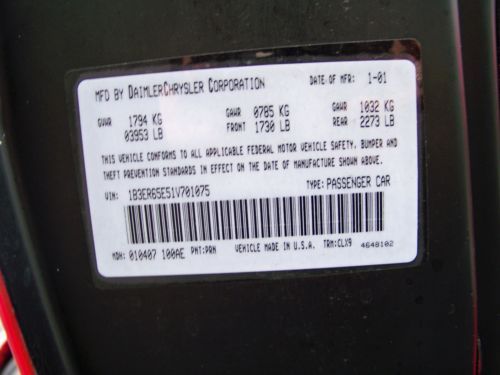 MFD BY DAIMLERCHRYSLER CORPORATION DATE OF MFR: 1-01
GVWR 1794 KG GAWR 0785 KG GAWR 1032 KG
03953 LB FRONT 1730 LB REAR 2273 LB
THIS VEHICLE CONFORMS TO ALL APPLICABLE FEDERAL MOTOR VEHICLE SAFETY, BUMPER AND
THEFT PREVENTION STANDARDS IN EFFECT ON THE DATE OF MANUFACTURE SHOWN ABOVE.
VIN: 1B3ER65E51V701075 TYPE: PASSENGER CAR
MDH: 010407 100AE PNT: PRN VEHICLE MADE IN U.S.A. TRM: CLX9 4648102